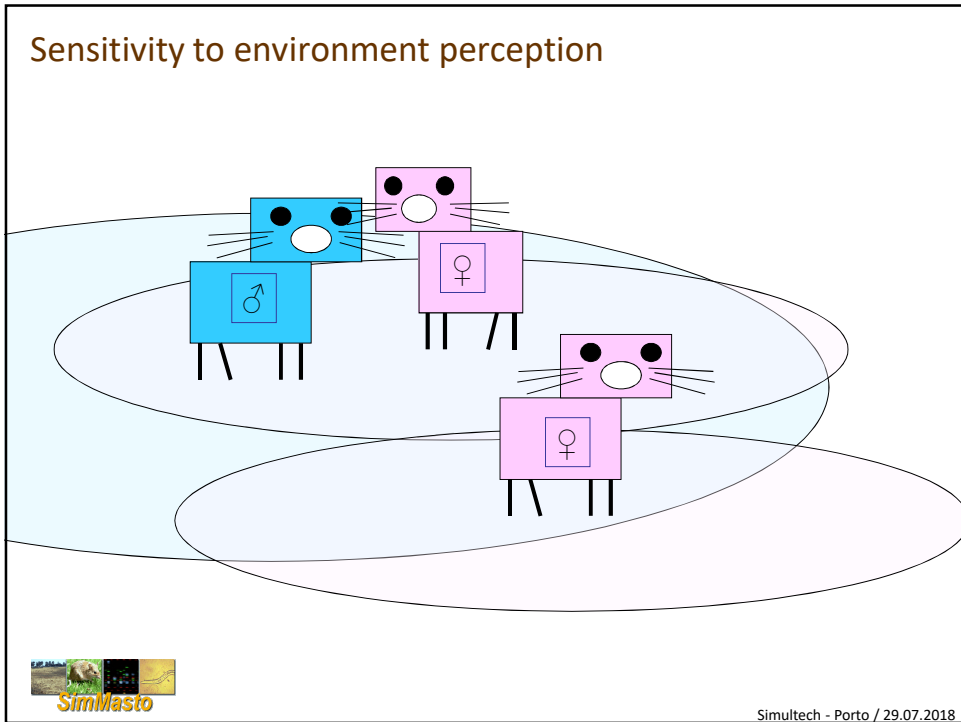 Sensitivity to environment perception
♂
♀
♀
SimMasto
Simultech - Porto / 29.07.2018